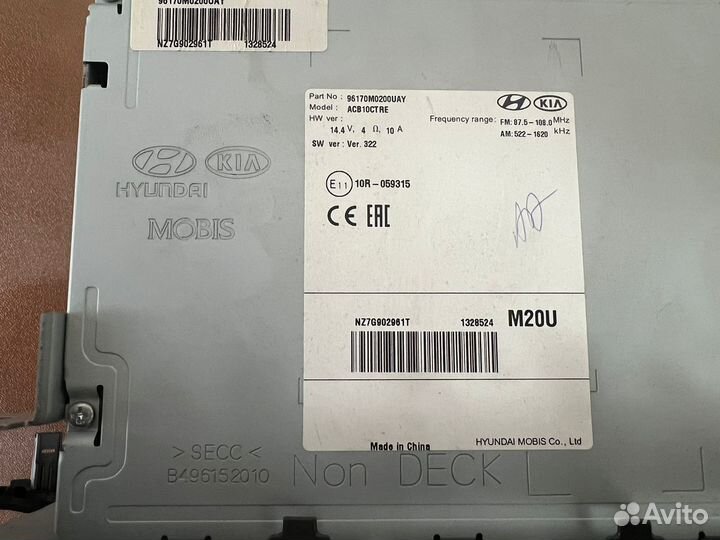 96170M0200UAY
NZ7G902961T 1328524
Part No : 96170M0200UAY
Model : ACB10CTRE
HW ver :
14.4 V, 4 Ω, 10 A
SW ver : Ver. 322
KIA
Frequency range: FM: 87.5-108.0 MHz
AM: 522-1620 kHz
E11 10R-059315
CE EAC
KIA
HYUNDAI
MOBIS
NZ7G902961T 1328524 M20U
Made in China
HYUNDAI MOBIS Co., Ltd
>SECC<
B496152010
Non DECK
Avito